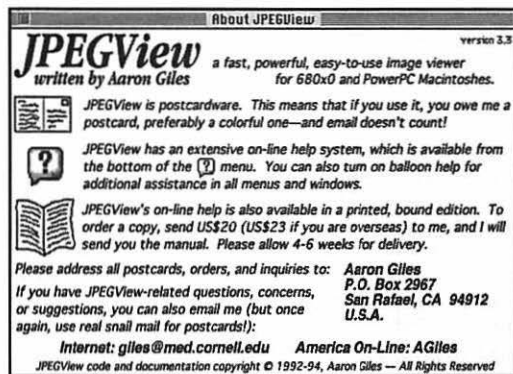 About JPEGView
version 3.3
JPEGView
written by Aaron Giles
a fast, powerful, easy-to-use image viewer
for 680x0 and PowerPC Macintoshes.
JPEGView is postcardware. This means that if you use it, you owe me a
postcard, preferably a colorful one—and email doesn't count!
JPEGView has an extensive on-line help system, which is available from
the bottom of the [?] menu. You can also turn on balloon help for
additional assistance in all menus and windows.
JPEGView's on-line help is also available in a printed, bound edition. To
order a copy, send US$20 (US$23 if you are overseas) to me, and I will
send you the manual. Please allow 4-6 weeks for delivery.
Please address all postcards, orders, and inquiries to:
Aaron Giles
P.O. Box 2967
San Rafael, CA 94912
U.S.A.
If you have JPEGView-related questions, concerns,
or suggestions, you can also email me (but once
again, use real snail mail for postcards!):
Internet: giles@med.cornell.edu America On-Line: AGiles
JPEGView code and documentation copyright © 1992-94, Aaron Giles — All Rights Reserved